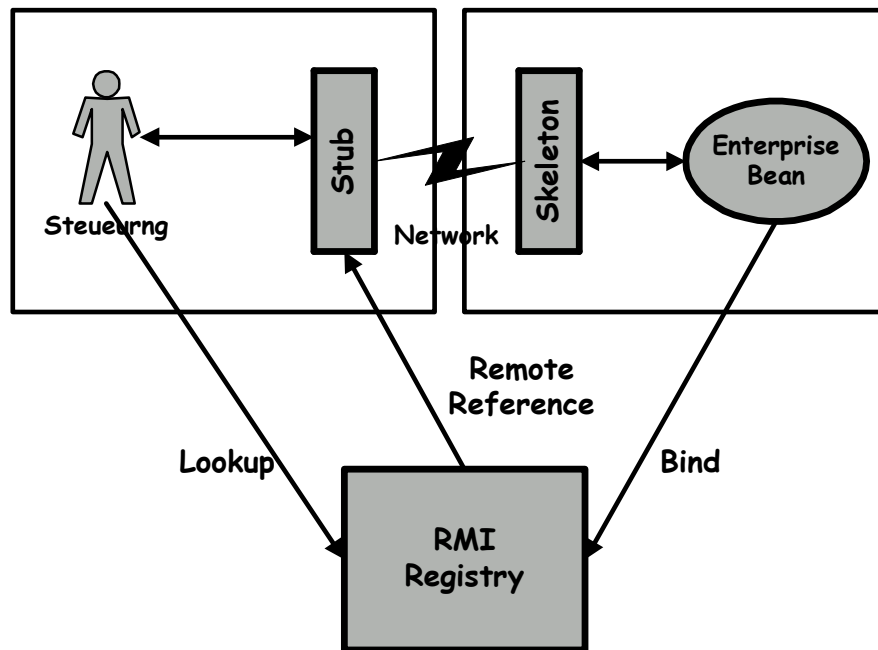 Steueurng
Stub
Network
Skeleton
Enterprise
Bean
Remote
Reference
Lookup
Bind
RMI
Registry